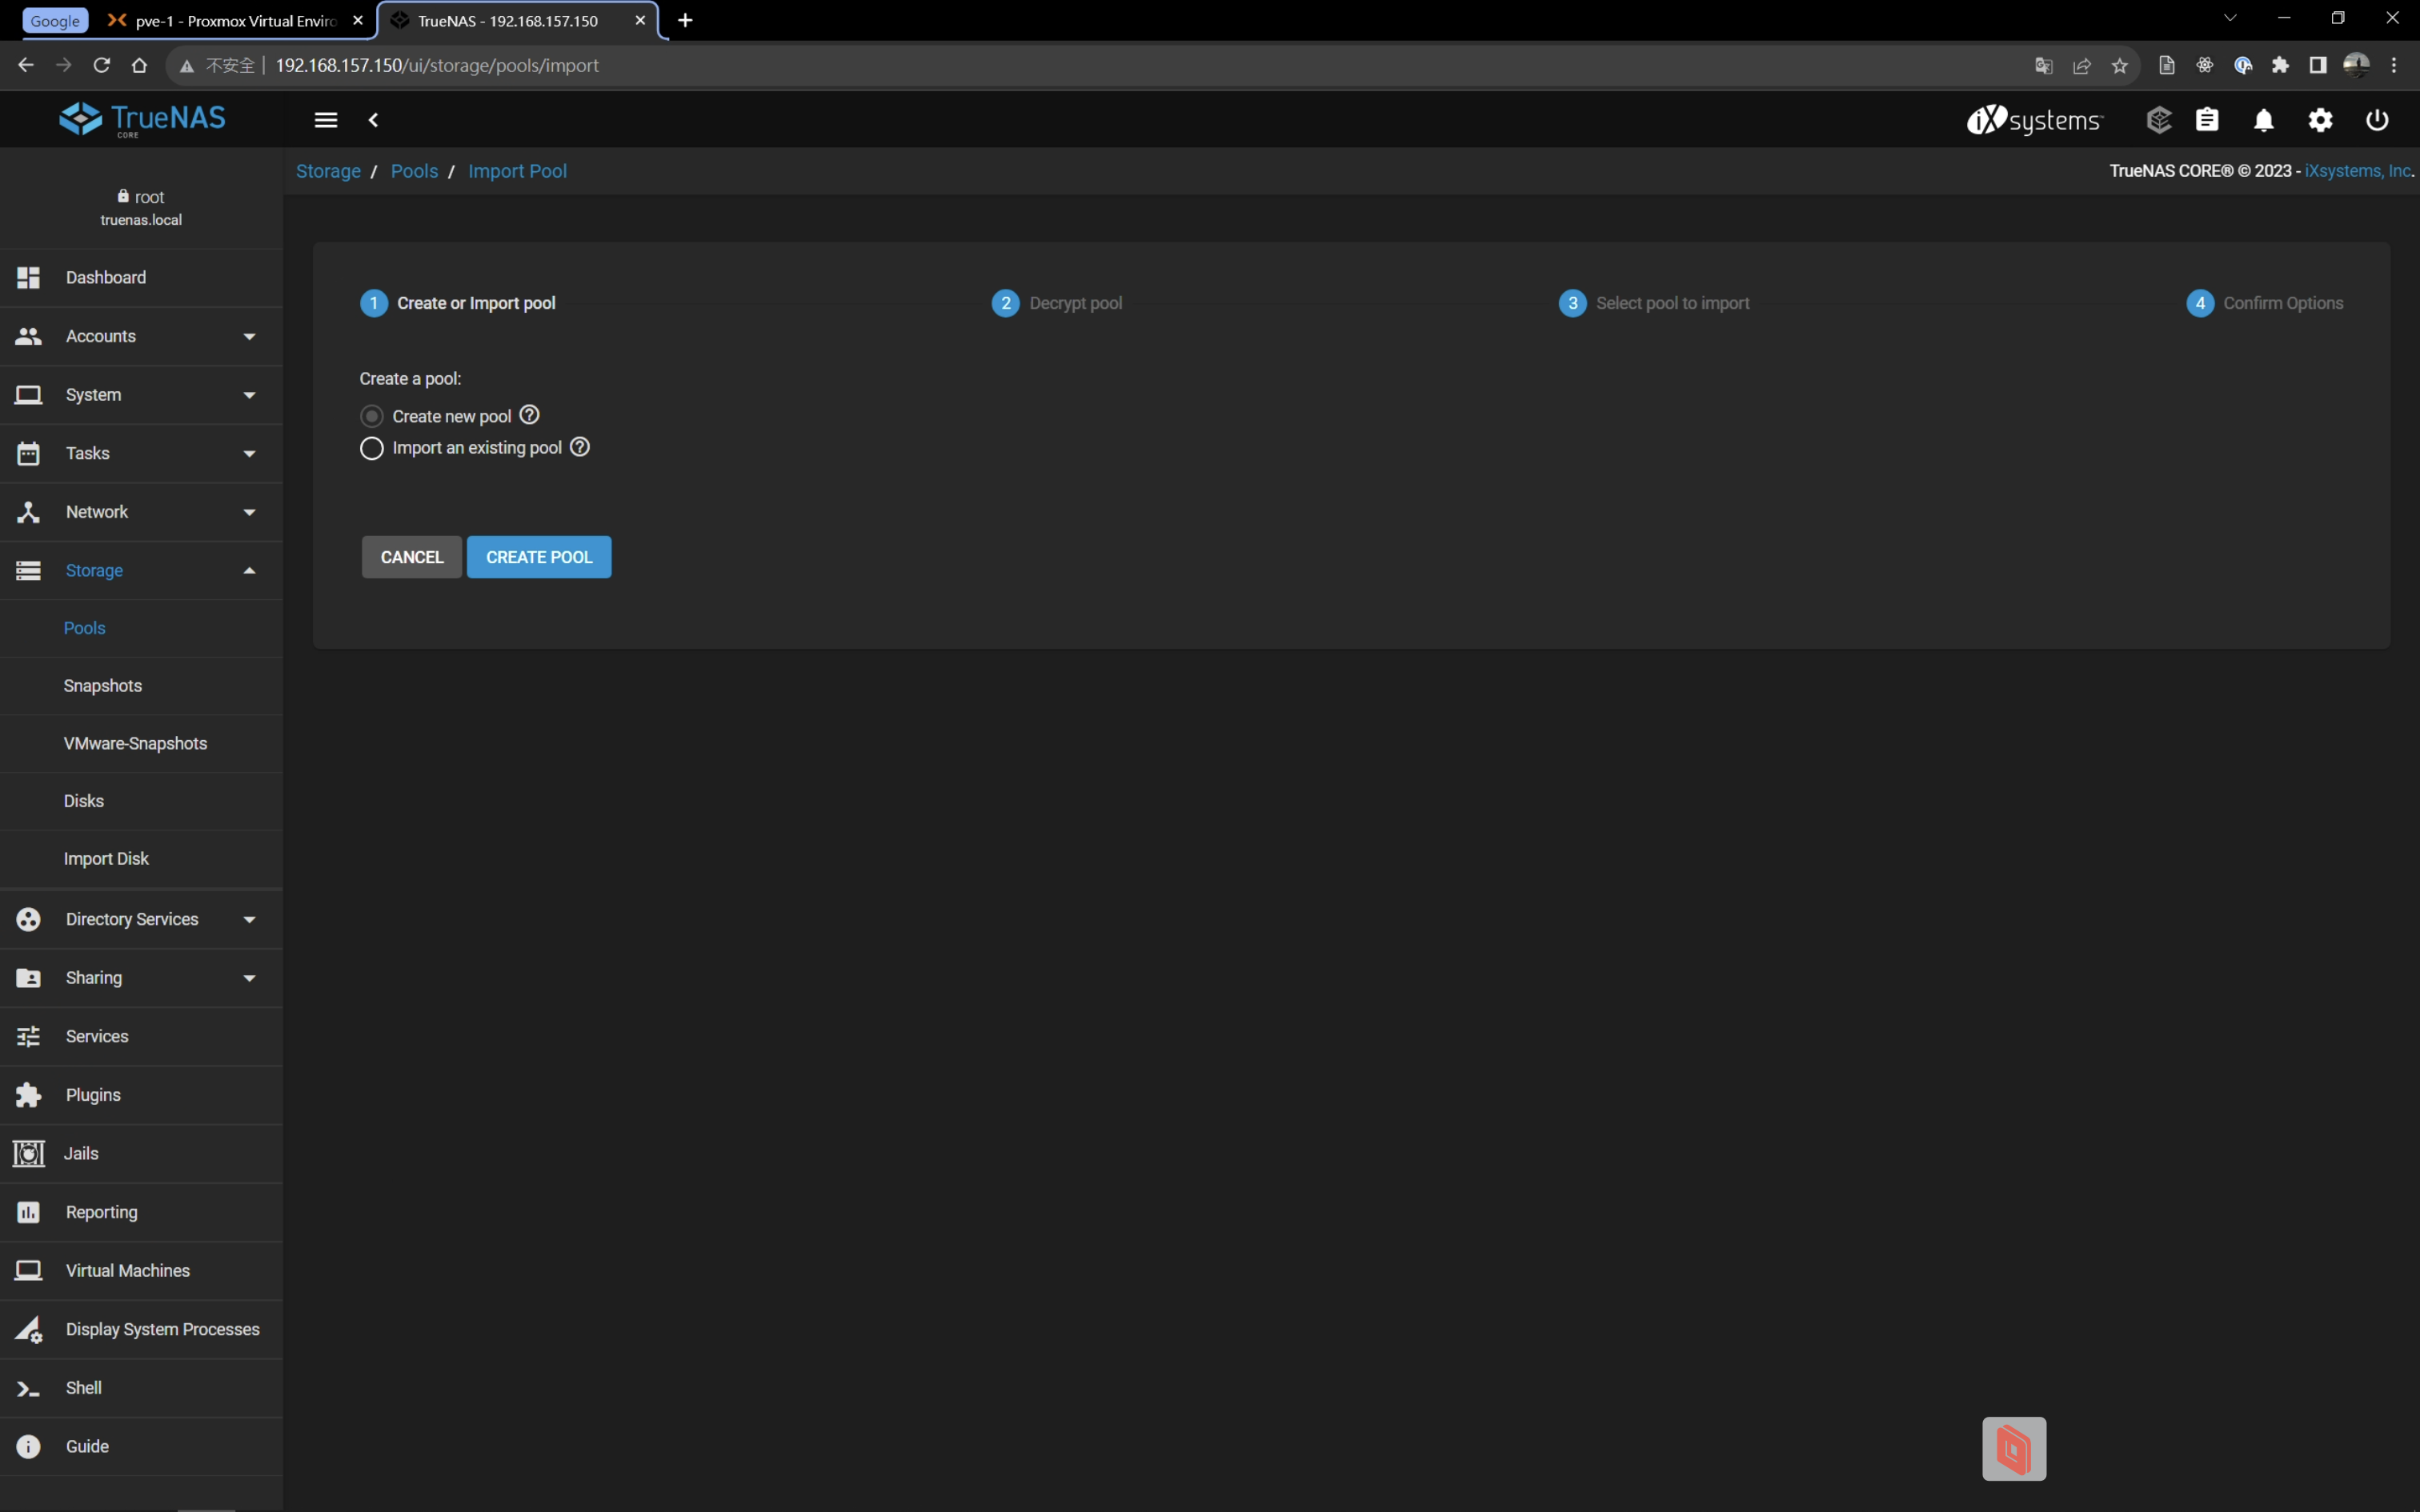 Google
pve-1 - Proxmox Virtual Enviro
TrueNAS - 192.168.157.150
不安全
192.168.157.150/ui/storage/pools/import
TrueNAS
CORE
iXsystems™
Storage / Pools / Import Pool
TrueNAS CORE® © 2023 - iXsystems, Inc.
root
truenas.local
Dashboard
Accounts
System
Tasks
Network
Storage
Pools
Snapshots
VMware-Snapshots
Disks
Import Disk
Directory Services
Sharing
Services
Plugins
Jails
Reporting
Virtual Machines
Display System Processes
Shell
Guide
1 Create or Import pool
2 Decrypt pool
3 Select pool to import
4 Confirm Options
Create a pool:
Create new pool
Import an existing pool
CANCEL
CREATE POOL